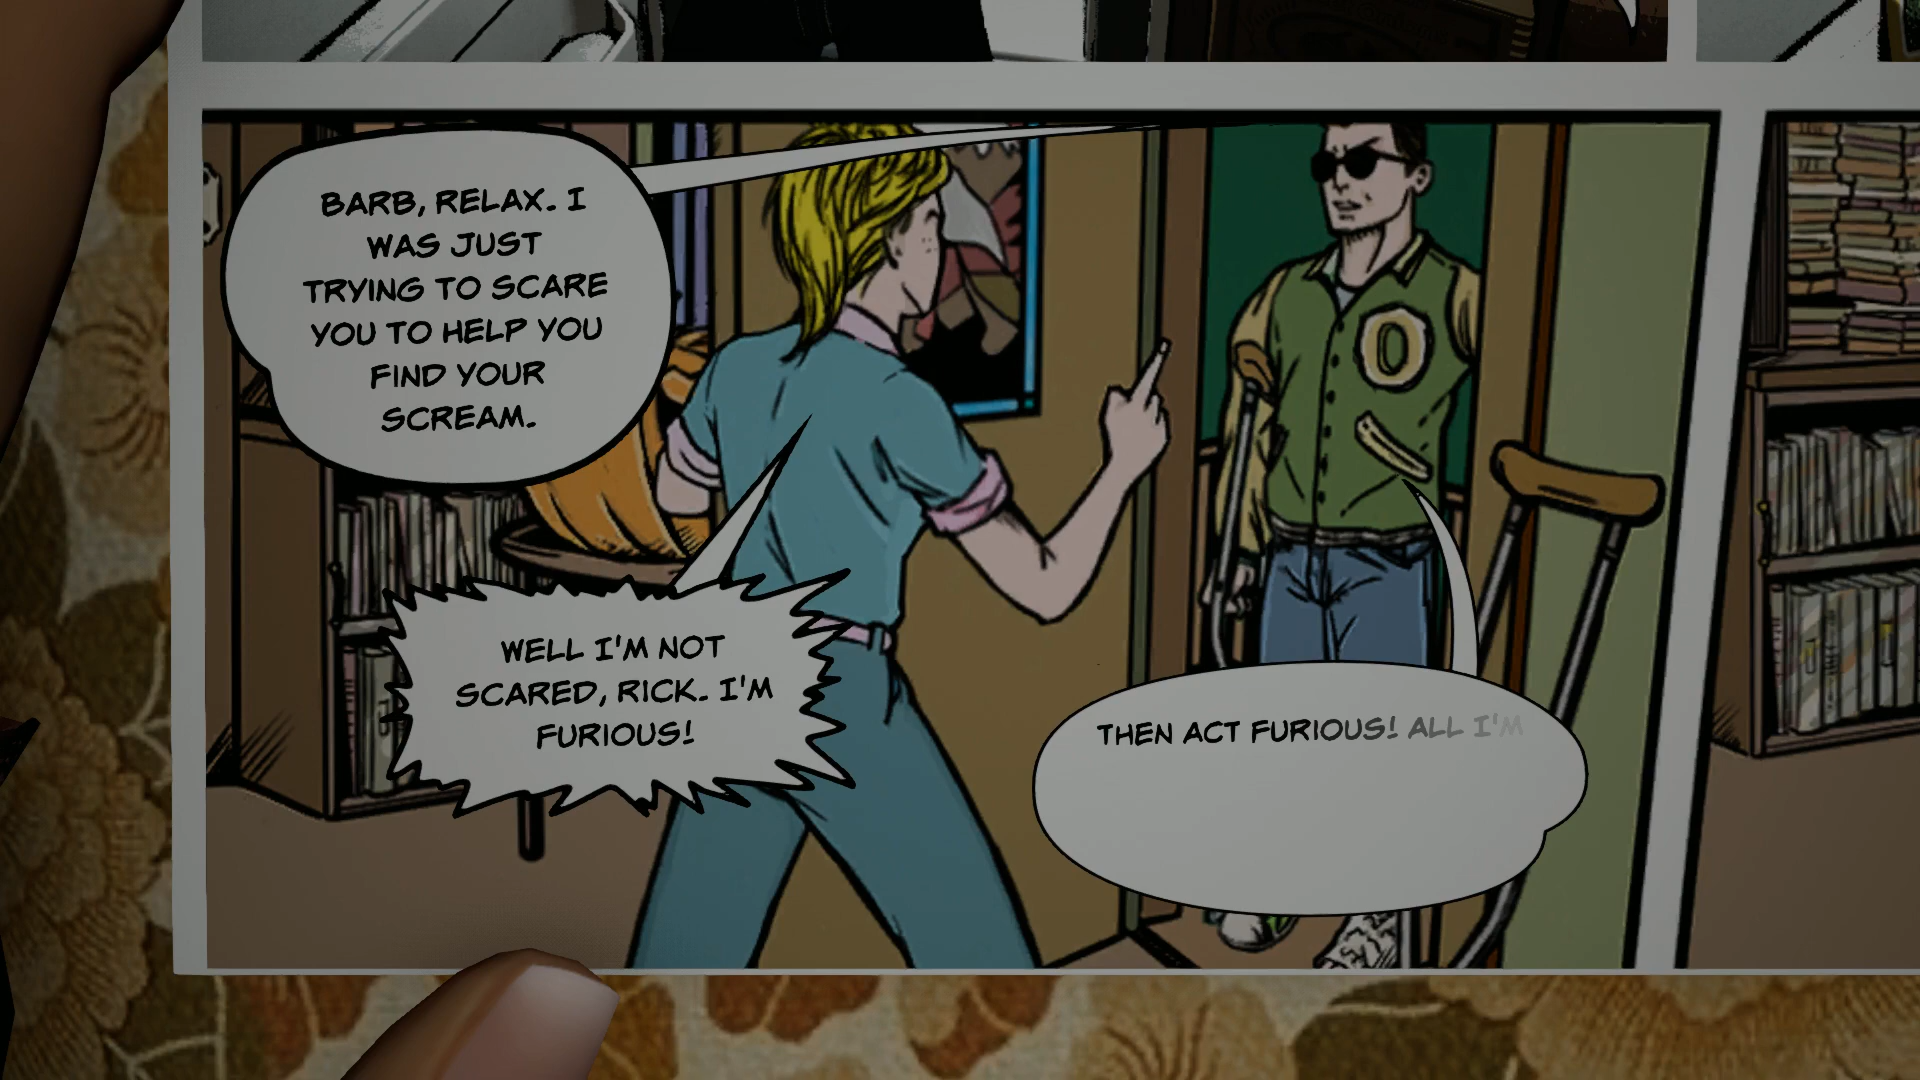 BARB, RELAX. I
WAS JUST
TRYING TO SCARE
YOU TO HELP YOU
FIND YOUR
SCREAM.
WELL I'M NOT
SCARED, RICK. I'M
FURIOUS!
O
THEN ACT FURIOUS! ALL I'M